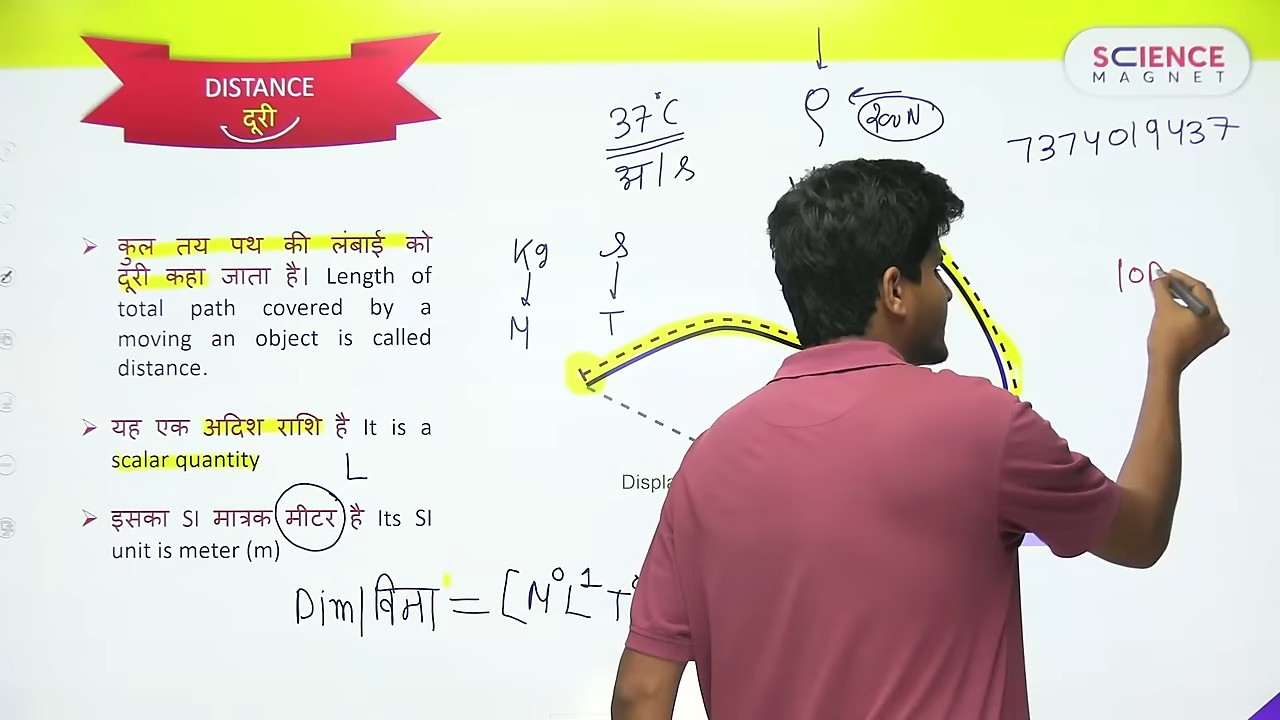 DISTANCE
दूरी
SCIENCE
MAGNET
37°C
अ/s
200N
7374019437
कुल तय पथ की लंबाई को
दूरी कहा जाता है। Length of
total path covered by a
moving an object is called
distance.
Kg
s
M
T
यह एक अदिश राशि है It is a
scalar quantity
L
इसका SI मात्रक मीटर है Its SI
unit is meter (m)
Dim/विमा = [M⁰L¹T